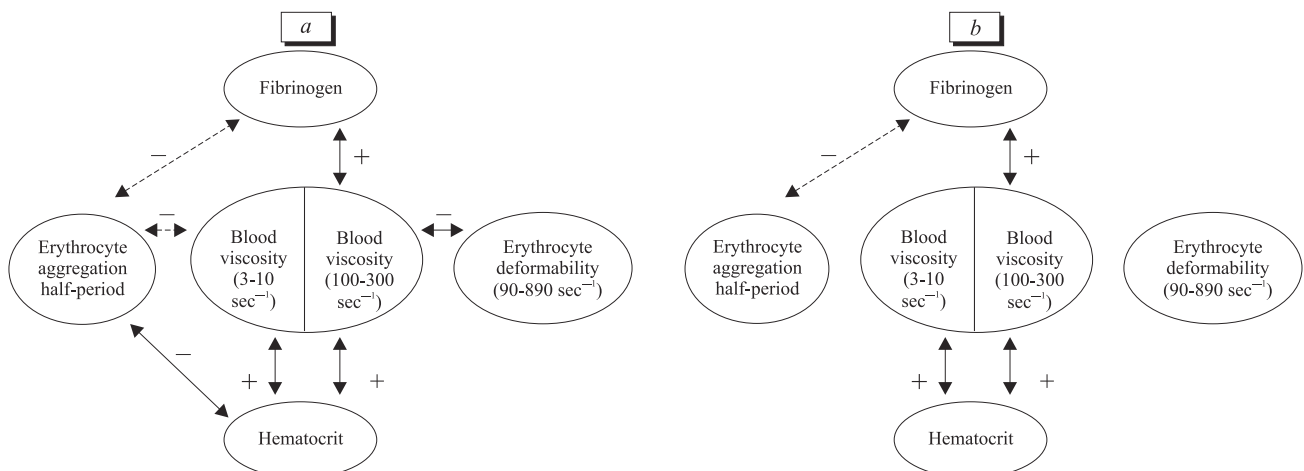 a
Fibrinogen
−
+
−
−
Erythrocyte
aggregation
half-period
Blood
viscosity
(3-10
sec⁻¹)
Blood
viscosity
(100-300
sec⁻¹)
Erythrocyte
deformability
(90-890 sec⁻¹)
−
+
+
Hematocrit
b
Fibrinogen
−
+
Erythrocyte
aggregation
half-period
Blood
viscosity
(3-10
sec⁻¹)
Blood
viscosity
(100-300
sec⁻¹)
Erythrocyte
deformability
(90-890 sec⁻¹)
+
+
Hematocrit